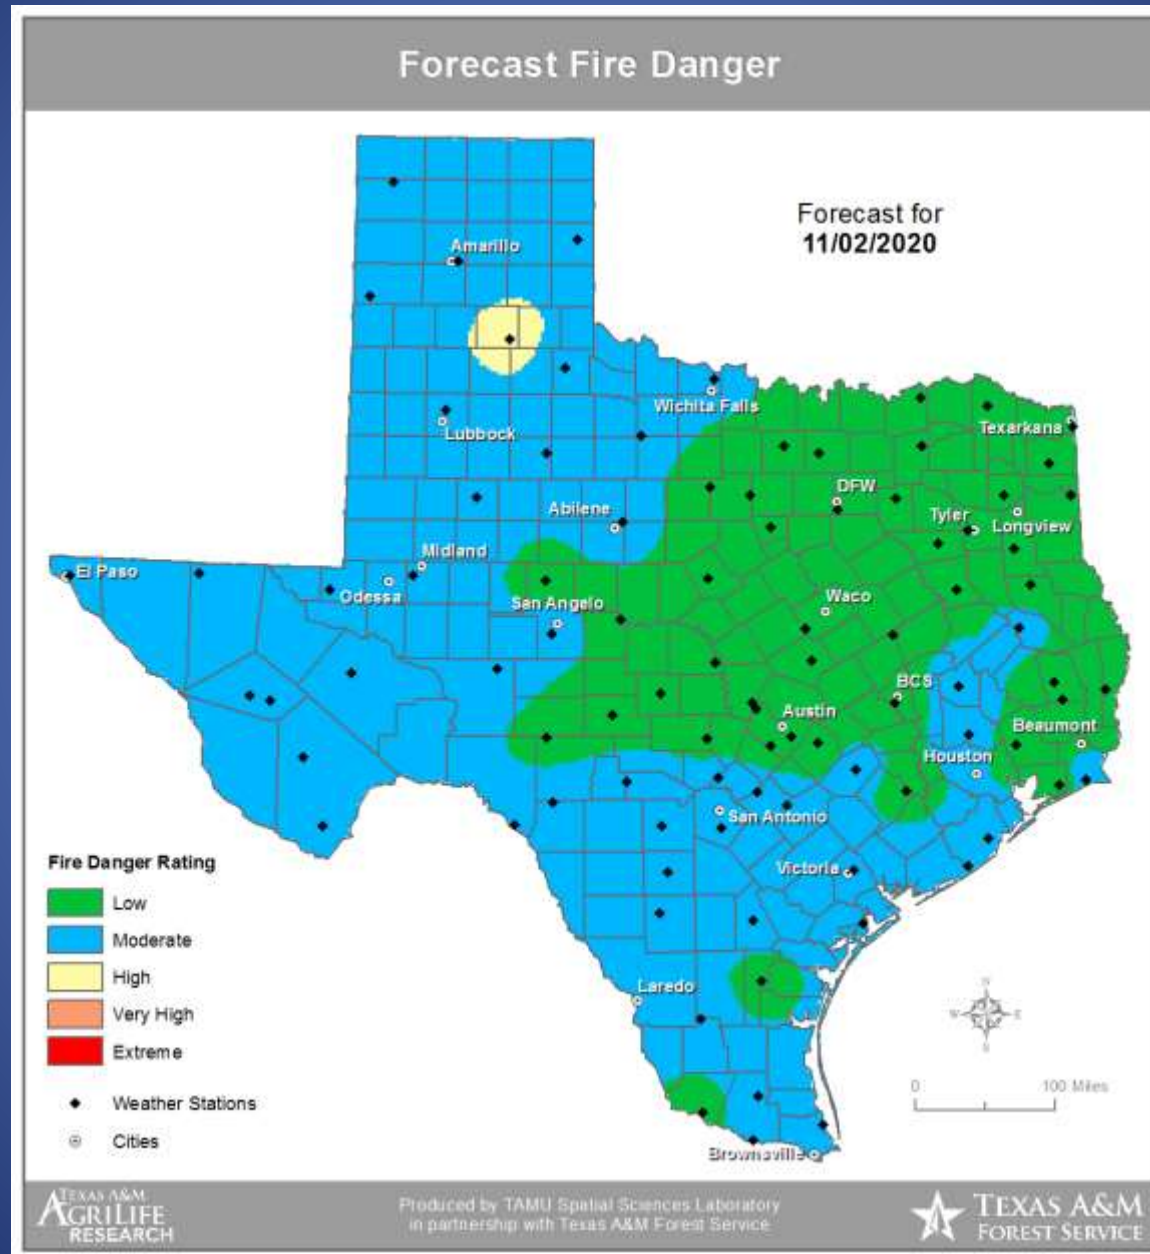 Forecast Fire Danger
Forecast for
11/02/2020
Amarillo
Wichita Falls
Lubbock
Texarkana
DFW
Abilene
Tyler
Longview
Midland
El Paso
Odessa
San Angelo
Waco
BCS
Austin
Beaumont
Houston
San Antonio
Victoria
Laredo
Brownsville
Fire Danger Rating
Low
Moderate
High
Very High
Extreme
Weather Stations
Cities
N
W
E
S
0 100 Miles
TEXAS A&M
AGRILIFE
RESEARCH
Produced by TAMU Spatial Sciences Laboratory
in partnership with Texas A&M Forest Service
TEXAS A&M
FOREST SERVICE